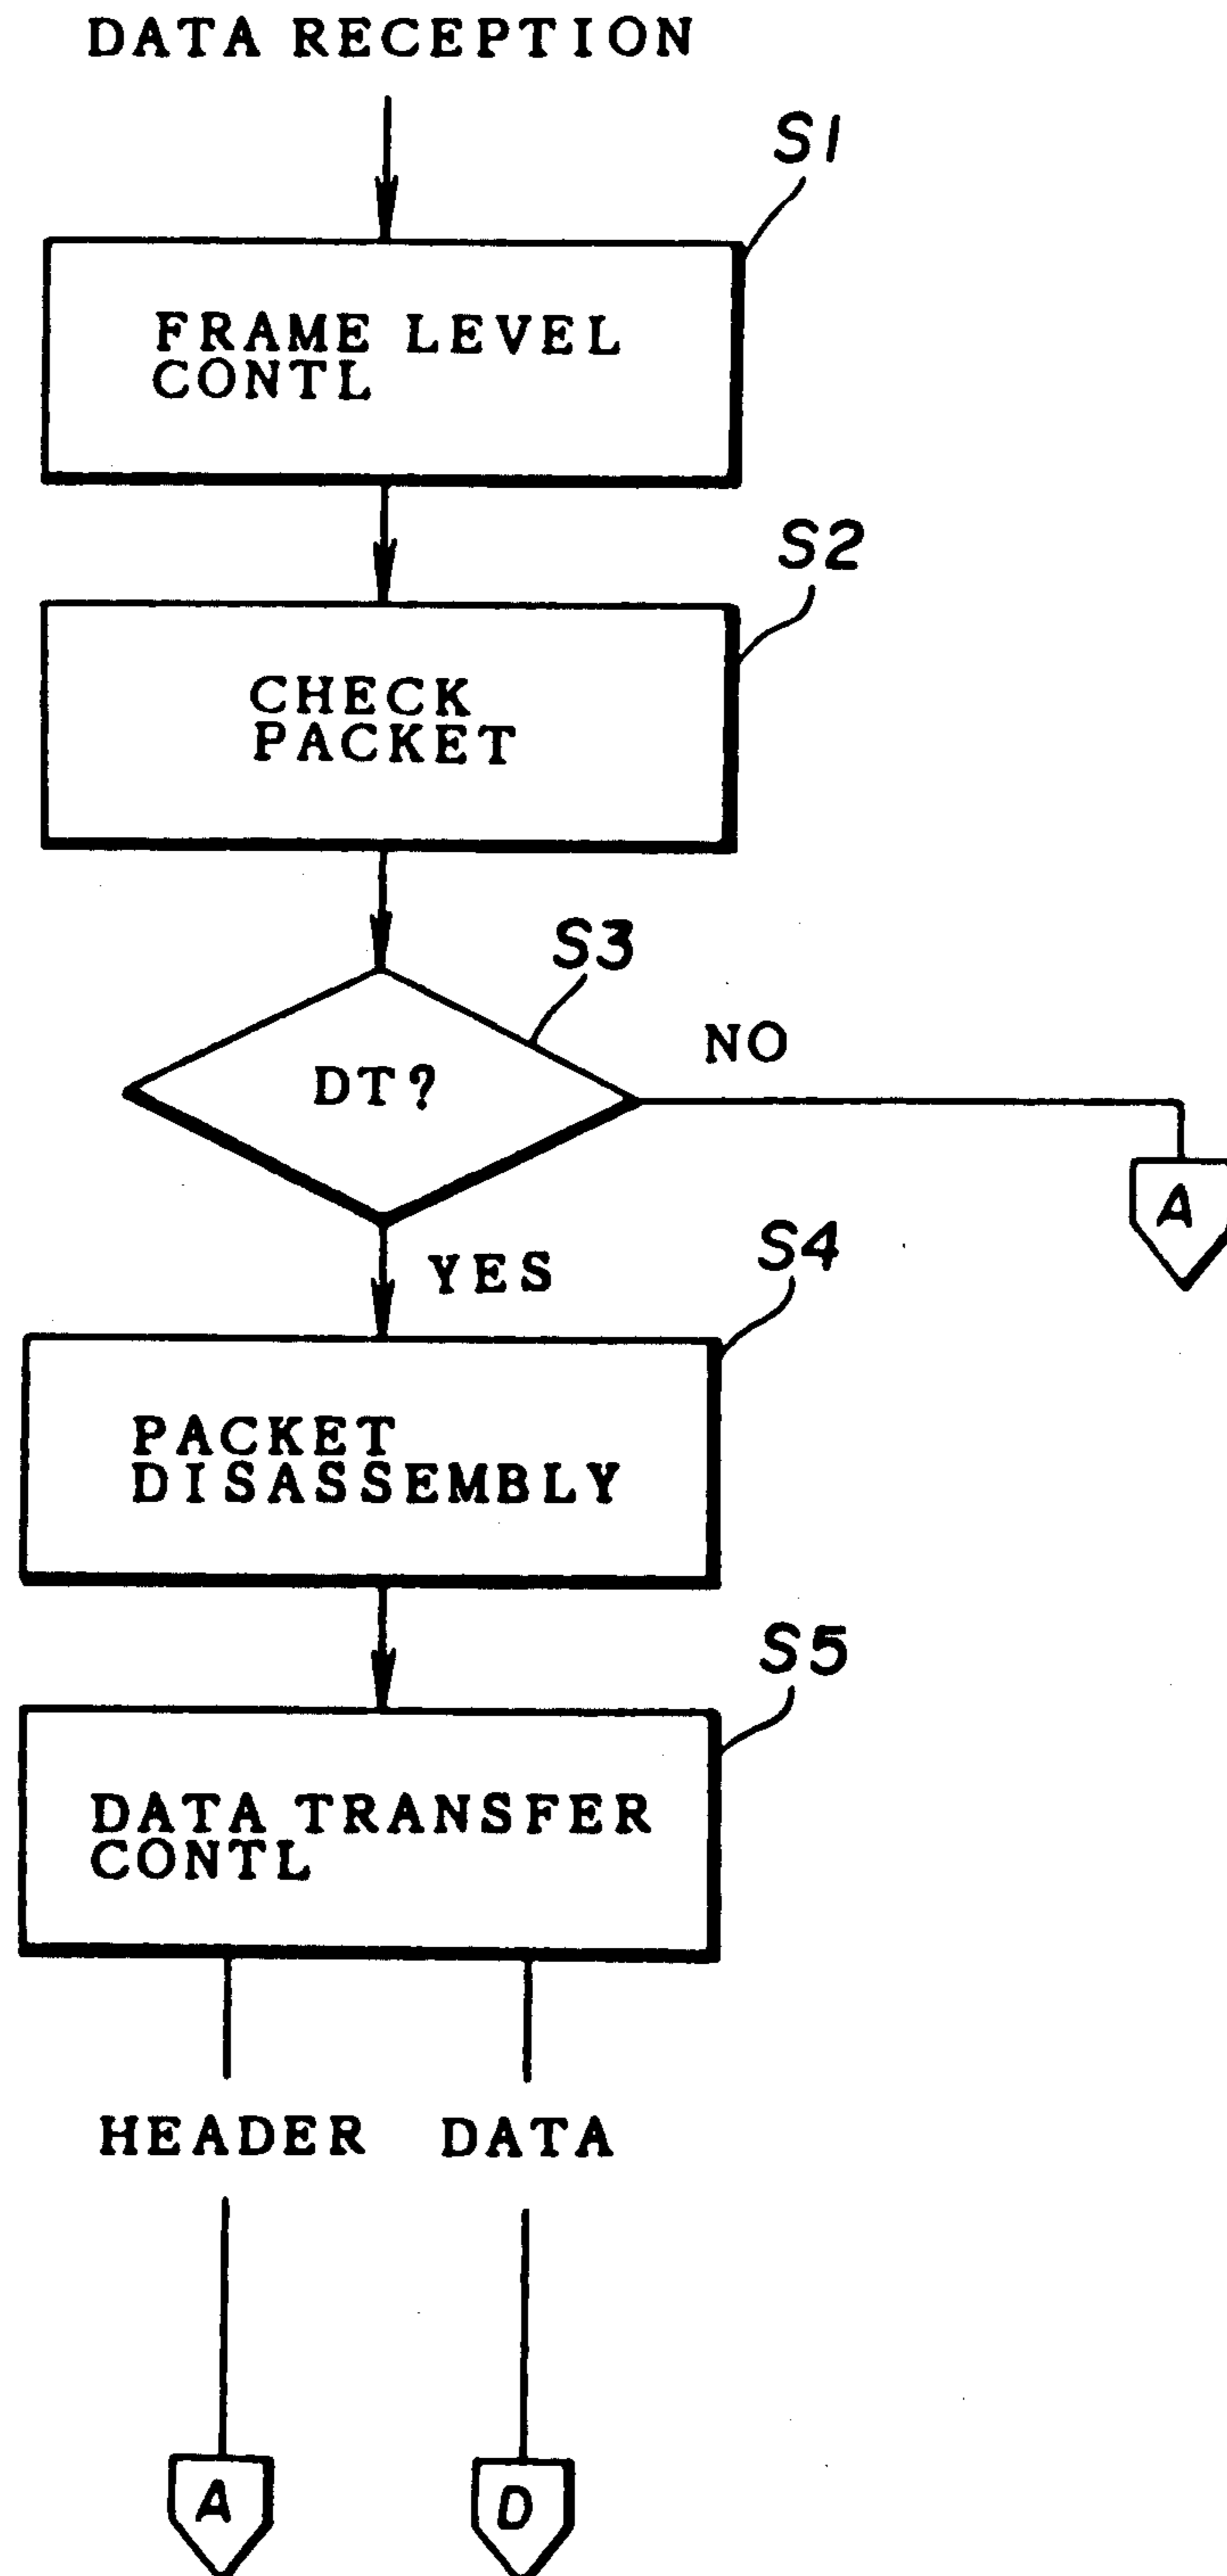 DATA RECEPTION
S1
FRAME LEVEL
CONTL
S2
CHECK
PACKET
S3
DT?
NO
A
YES
S4
PACKET
DISASSEMBLY
S5
DATA TRANSFER
CONTL
HEADER DATA
A D